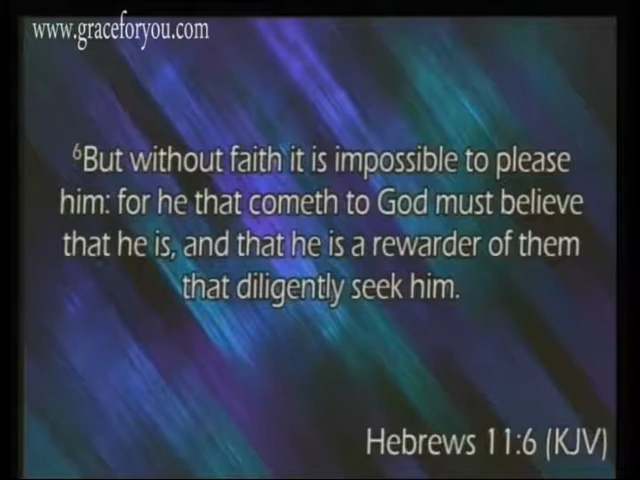 www.graceforyou.com
⁶But without faith it is impossible to please
him: for he that cometh to God must believe
that he is, and that he is a rewarder of them
that diligently seek him.
Hebrews 11:6 (KJV)